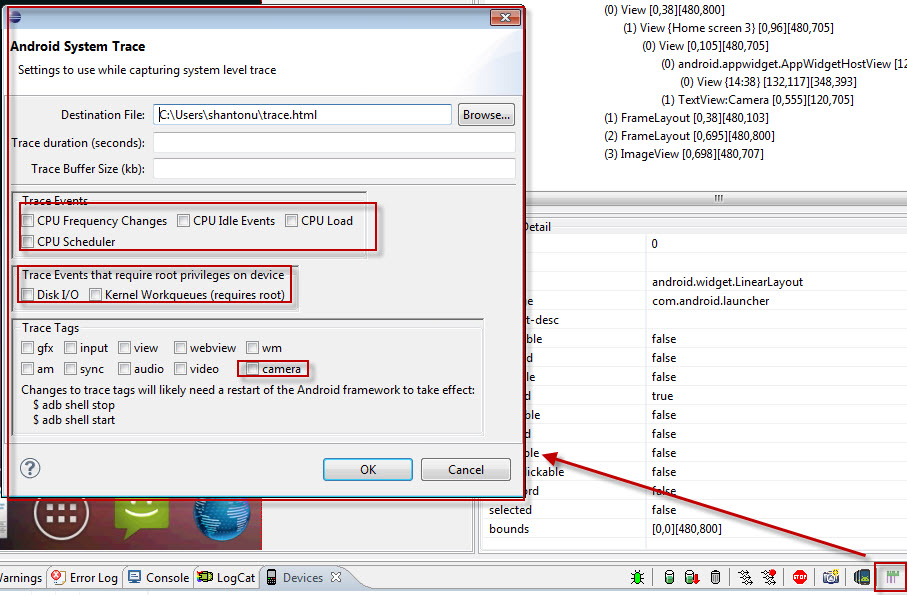 Android System Trace
Settings to use while capturing system level trace
Destination File: C:\Users\shantonu\trace.html Browse...
Trace duration (seconds):
Trace Buffer Size (kb):
Trace Events
CPU Frequency Changes CPU Idle Events CPU Load
CPU Scheduler
Trace Events that require root privileges on device
Disk I/O Kernel Workqueues (requires root)
Trace Tags
gfx input view webview wm
am sync audio video camera
Changes to trace tags will likely need a restart of the Android framework to take effect:
$ adb shell stop
$ adb shell start
OK Cancel
(0) View [0,38][480,800]
(1) View {Home screen 3} [0,96][480,705]
(0) View [0,105][480,705]
(0) android.appwidget.AppWidgetHostView [12
(0) View {14:38} [132,117][348,393]
(1) TextView:Camera [0,555][120,705]
(1) FrameLayout [0,38][480,103]
(2) FrameLayout [0,695][480,800]
(3) ImageView [0,698][480,707]
Detail
0
android.widget.LinearLayout
e com.android.launcher
t-desc
ble false
d false
le false
d true
ble false
d false
ble false
lickable false
ord false
selected false
bounds [0,0][480,800]
Warnings Error Log Console LogCat Devices
STOP